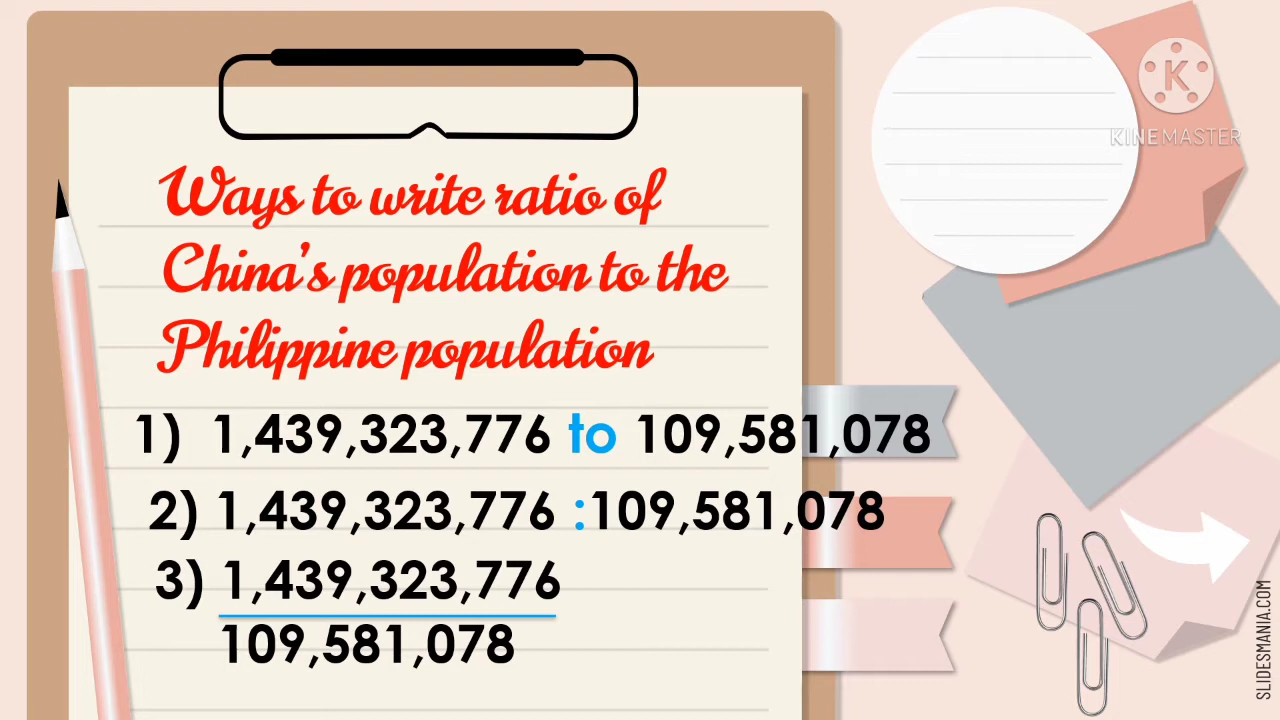 Ways to write ratio of
China's population to the
Philippine population
1) 1,439,323,776 to 109,581,078
2) 1,439,323,776 :109,581,078
3) 1,439,323,776
109,581,078
K
KINEMASTER
SLIDESMANIA.COM